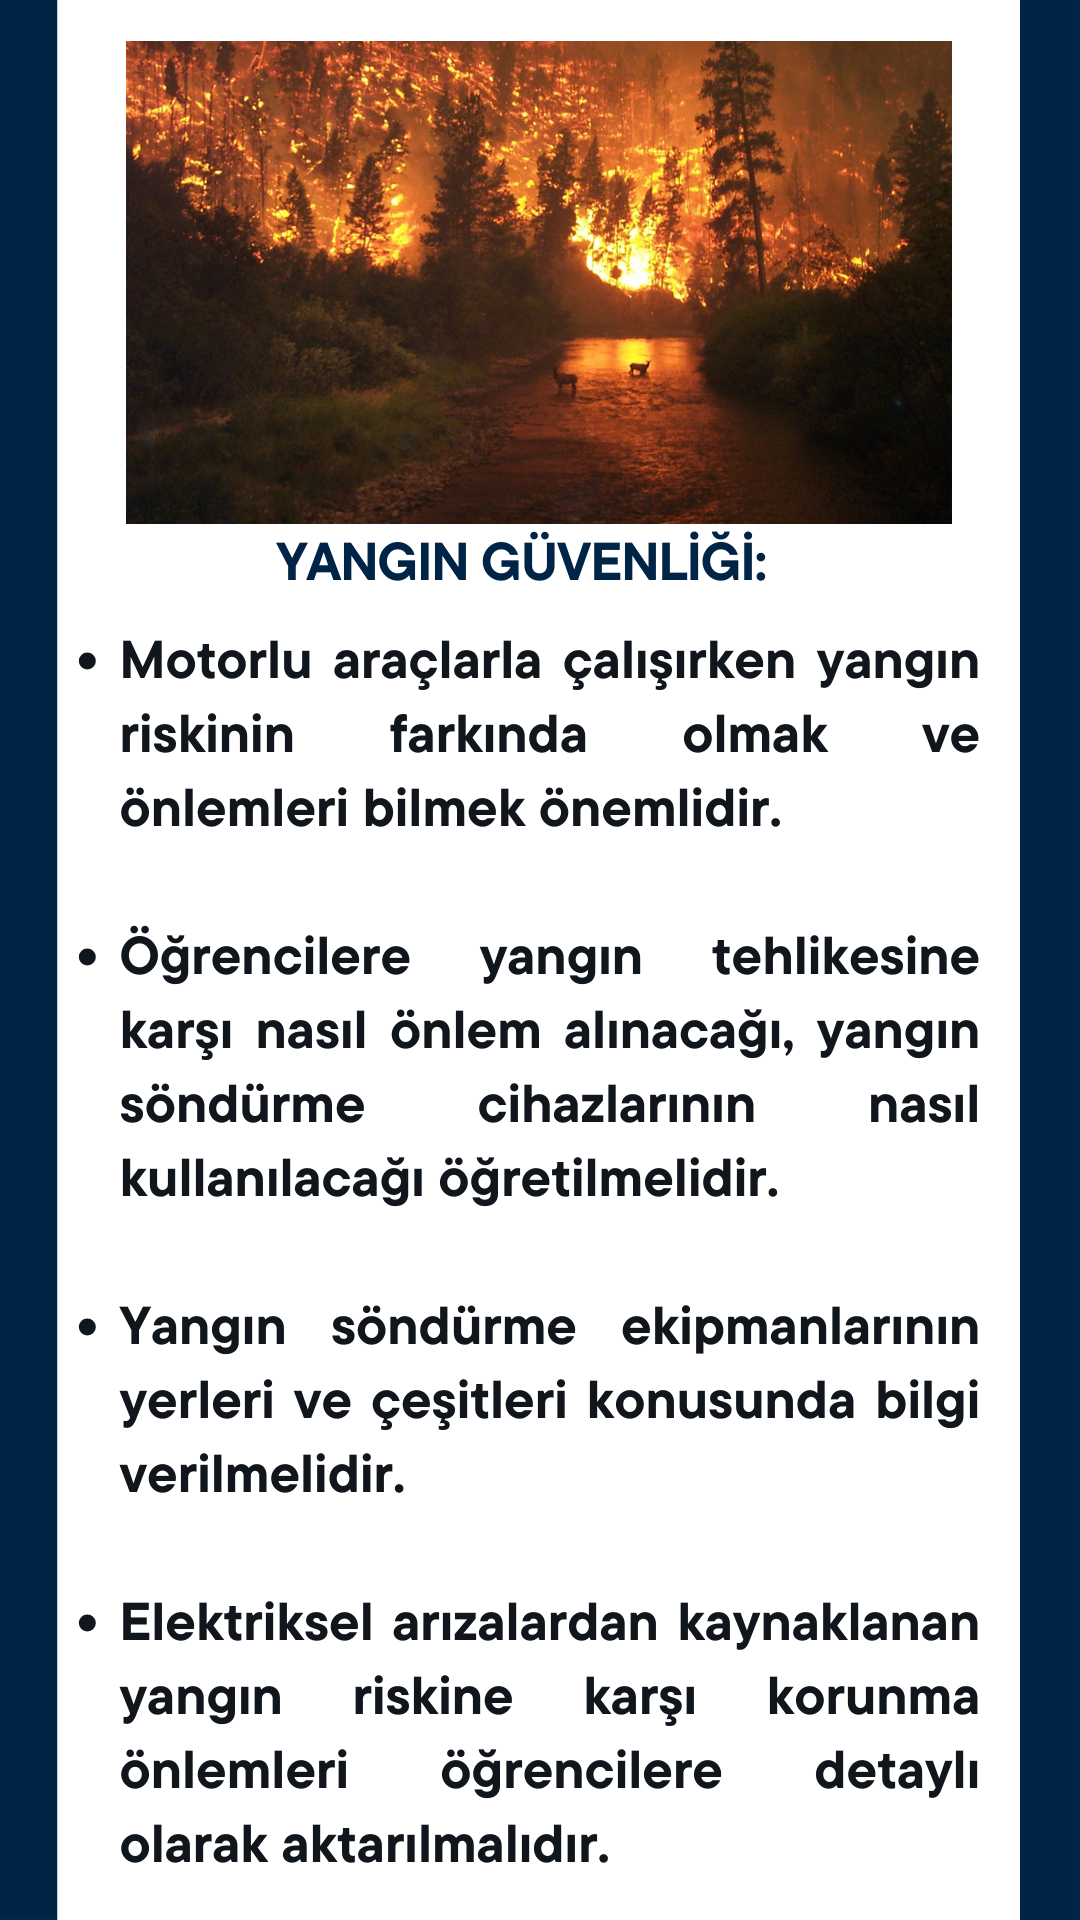 YANGIN GÜVENLİĞİ:
• Motorlu araçlarla çalışırken yangın
riskinin farkında olmak ve
önlemleri bilmek önemlidir.
• Öğrencilere yangın tehlikesine
karşı nasıl önlem alınacağı, yangın
söndürme cihazlarının nasıl
kullanılacağı öğretilmelidir.
• Yangın söndürme ekipmanlarının
yerleri ve çeşitleri konusunda bilgi
verilmelidir.
• Elektriksel arızalardan kaynaklanan
yangın riskine karşı korunma
önlemleri öğrencilere detaylı
olarak aktarılmalıdır.